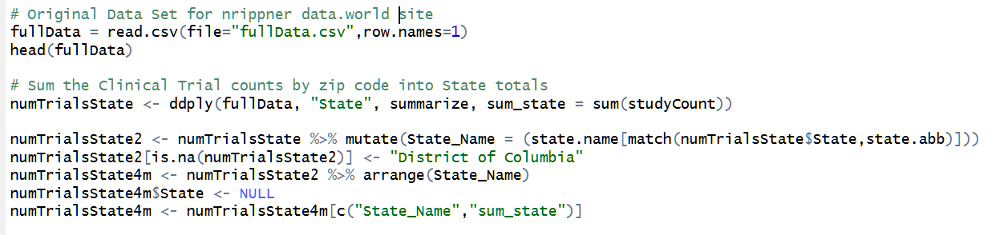 # Original Data Set for nrippner data.world site
fullData = read.csv(file="fullData.csv",row.names=1)
head(fullData)
# Sum the Clinical Trial counts by zip code into State totals
numTrialsState <- ddply(fullData, "State", summarize, sum_state = sum(studyCount))
numTrialsState2 <- numTrialsState %>% mutate(State_Name = (state.name[match(numTrialsState$State,state.abb)]))
numTrialsState2[is.na(numTrialsState2)] <- "District of Columbia"
numTrialsState4m <- numTrialsState2 %>% arrange(State_Name)
numTrialsState4m$State <- NULL
numTrialsState4m <- numTrialsState4m[c("State_Name","sum_state")]